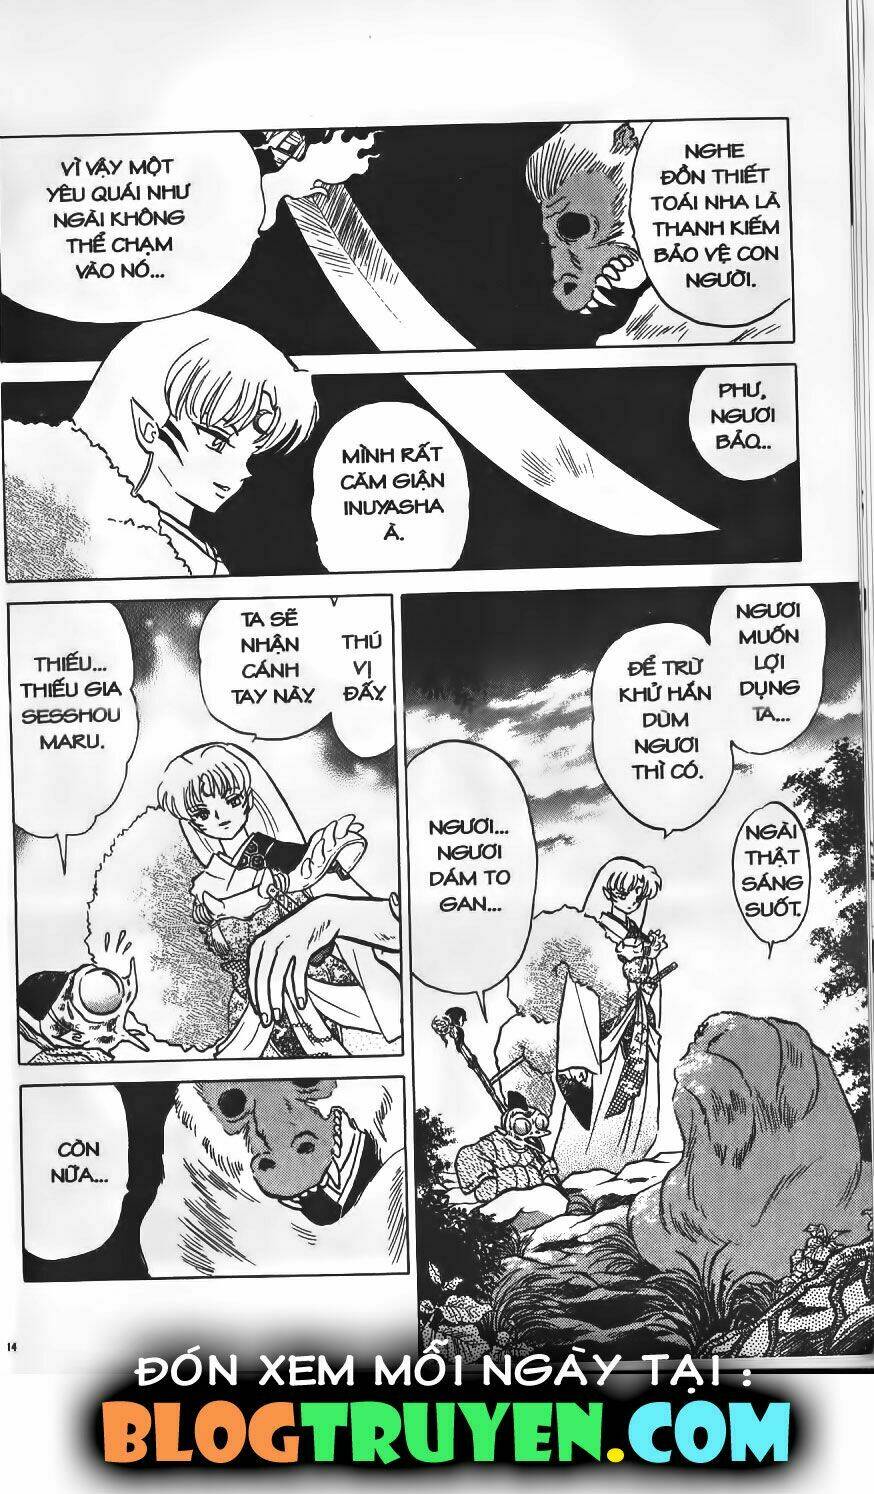 NGHE
ĐỒN THIẾT
TOÁI NHA LÀ
THANH KIẾM
BẢO VỆ CON
NGƯỜI.
VÌ VẬY MỘT
YÊU QUÁI NHƯ
NGÀI KHÔNG
THỂ CHẠM
VÀO NÓ...
PHƯ,
NGƯƠI
BẢO...
MÌNH RẤT
CĂM GIẬN
INUYASHA
À.
NGƯƠI
MUỐN
LỢI
DỤNG
TA...
ĐỂ TRỪ
KHỬ HẮN
DÙM
NGƯƠI
THÌ CÓ.
NGÀI
THẬT
SÁNG
SUỐT.
NGƯƠI...
NGƯƠI
DÁM TO
GAN...
THÚ
VỊ
ĐẤY.
TA SẼ
NHẬN
CÁNH
TAY NÀY.
THIẾU...
THIẾU GIA
SESSHOU
MARU.
CÒN
NỮA...
14
ĐÓN XEM MỖI NGÀY TẠI :
BLOGTRUYEN.COM